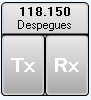 118.150
Despegues
Tx Rx